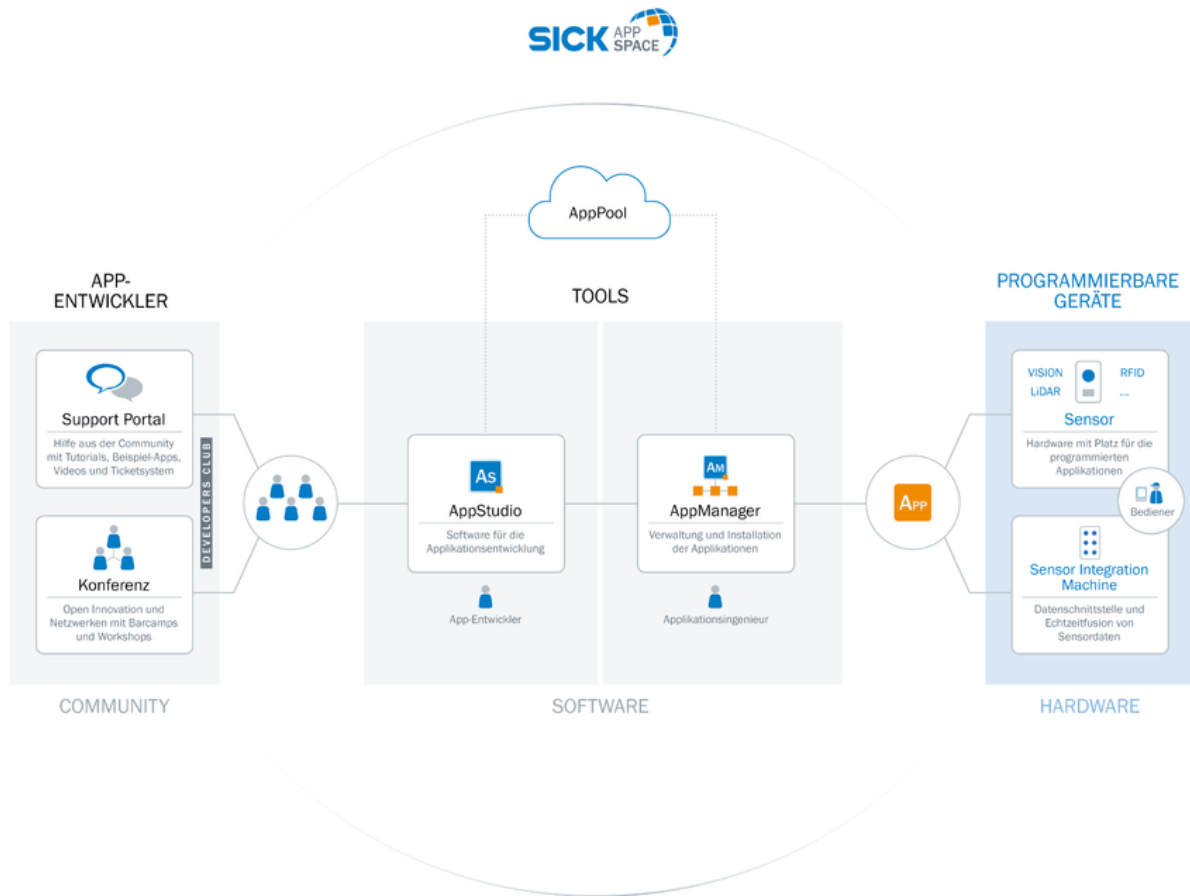 SICK APP SPACE
AppPool
APP-
ENTWICKLER
TOOLS
PROGRAMMIERBARE
GERÄTE
Support Portal
Hilfe aus der Community
mit Tutorials, Beispiel-Apps,
Videos und Ticketsystem
Konferenz
Open Innovation und
Netzwerken mit Barcamps
und Workshops
DEVELOPERS CLUB
COMMUNITY
As
AppStudio
Software für die
Applikationsentwicklung
App-Entwickler
AM
AppManager
Verwaltung und Installation
der Applikationen
Applikationsingenieur
SOFTWARE
APP
VISION
RFID
LiDAR
...
Sensor
Hardware mit Platz für die
programmierten
Applikationen
Bediener
Sensor Integration
Machine
Datenschnittstelle und
Echtzeitfusion von
Sensordaten
HARDWARE